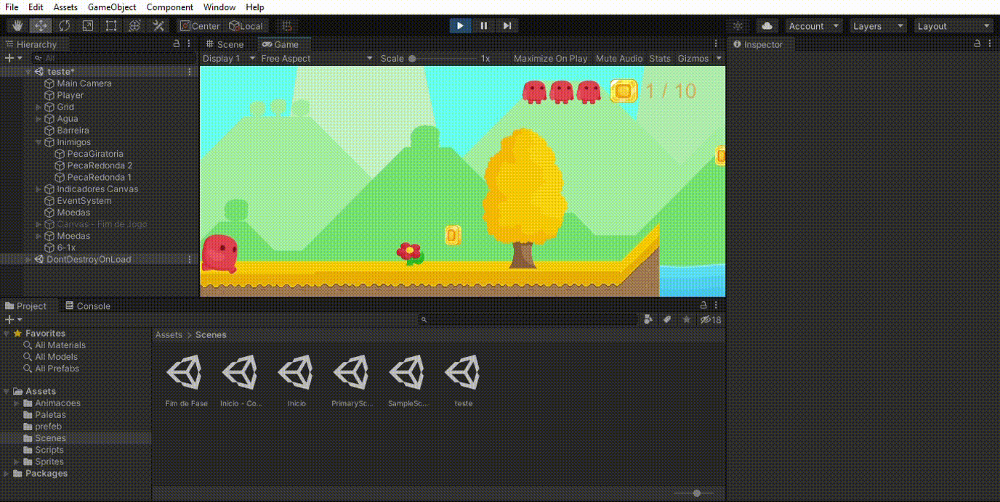 File Edit Assets GameObject Component Window Help
Center Local Account Layers Layout
Hierarchy Scene Game Inspector
All Display 1 Free Aspect Scale 1x Maximize On Play Mute Audio Stats Gizmos
teste*
Main Camera
Player
Grid
Agua
Barreira
Inimigos
PecaGiratoria
PecaRedonda 2
PecaRedonda 1
Indicadores Canvas
EventSystem
Moedas
Canvas - Fim de Jogo
Moedas
6-1x
DontDestroyOnLoad
1 / 10
Project Console
18
Favorites
All Materials
All Models
All Prefabs
Assets
Animacoes
Paletas
prefeb
Scenes
Scripts
Sprites
Packages
Assets > Scenes
Fim de Fase Inicio - Co... Inicio PrimarySc... SampleSc... teste